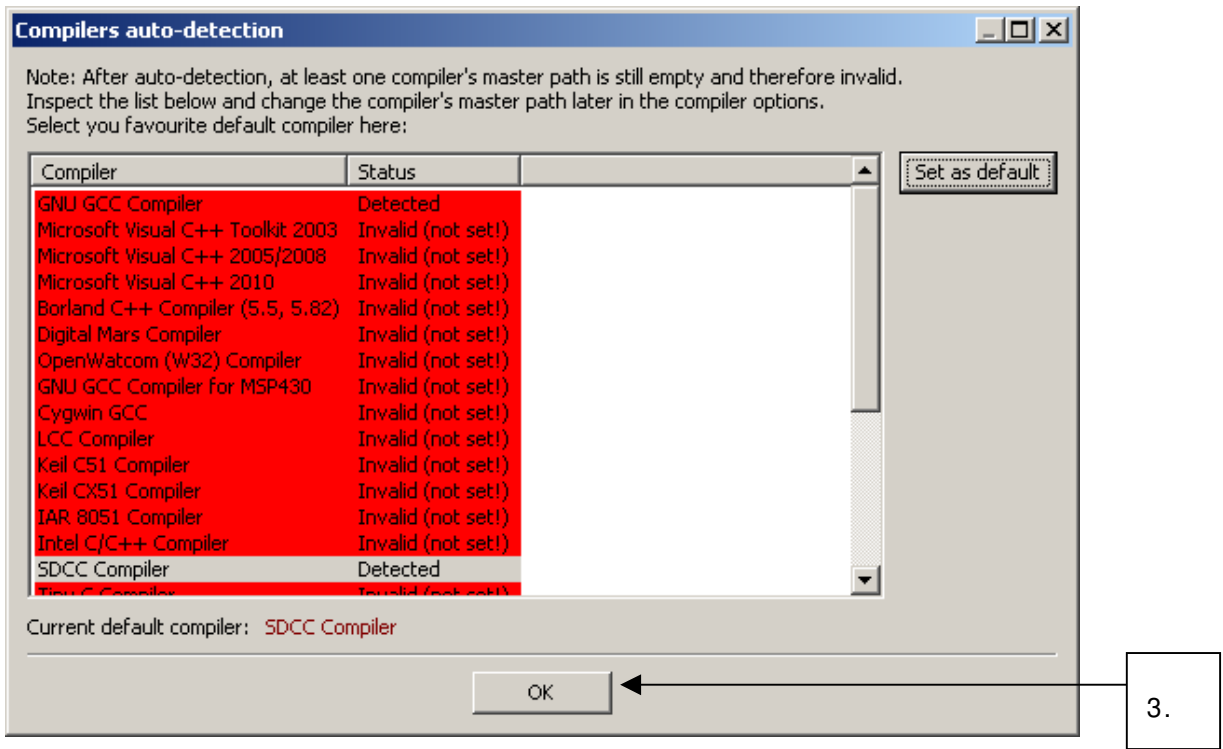 Compilers auto-detection
Note: After auto-detection, at least one compiler's master path is still empty and therefore invalid.
Inspect the list below and change the compiler's master path later in the compiler options.
Select you favourite default compiler here:
Compiler Status
Set as default
GNU GCC Compiler Detected
Microsoft Visual C++ Toolkit 2003 Invalid (not set!)
Microsoft Visual C++ 2005/2008 Invalid (not set!)
Microsoft Visual C++ 2010 Invalid (not set!)
Borland C++ Compiler (5.5, 5.82) Invalid (not set!)
Digital Mars Compiler Invalid (not set!)
OpenWatcom (W32) Compiler Invalid (not set!)
GNU GCC Compiler for MSP430 Invalid (not set!)
Cygwin GCC Invalid (not set!)
LCC Compiler Invalid (not set!)
Keil C51 Compiler Invalid (not set!)
Keil CX51 Compiler Invalid (not set!)
IAR 8051 Compiler Invalid (not set!)
Intel C/C++ Compiler Invalid (not set!)
SDCC Compiler Detected
Tiny C Compiler Invalid (not set!)
Current default compiler: SDCC Compiler
OK
3.